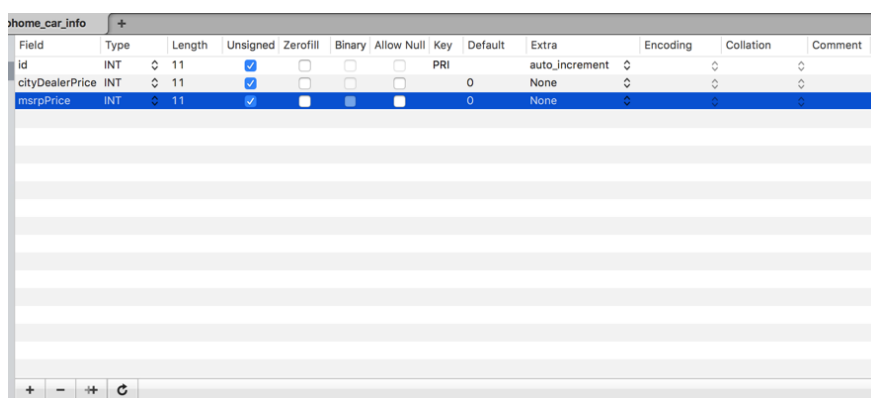 phome_car_info +
Field Type Length Unsigned Zerofill Binary Allow Null Key Default Extra Encoding Collation Comment
id INT 11 PRI auto_increment
cityDealerPrice INT 11 0 None
msrpPrice INT 11 0 None